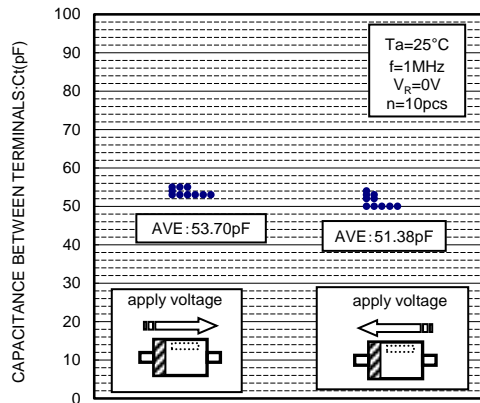 CAPACITANCE BETWEEN TERMINALS:Ct(pF)
100
90
80
70
60
50
40
30
20
10
0
Ta=25°C
f=1MHz
VR=0V
n=10pcs
AVE:53.70pF
AVE:51.38pF
apply voltage
apply voltage